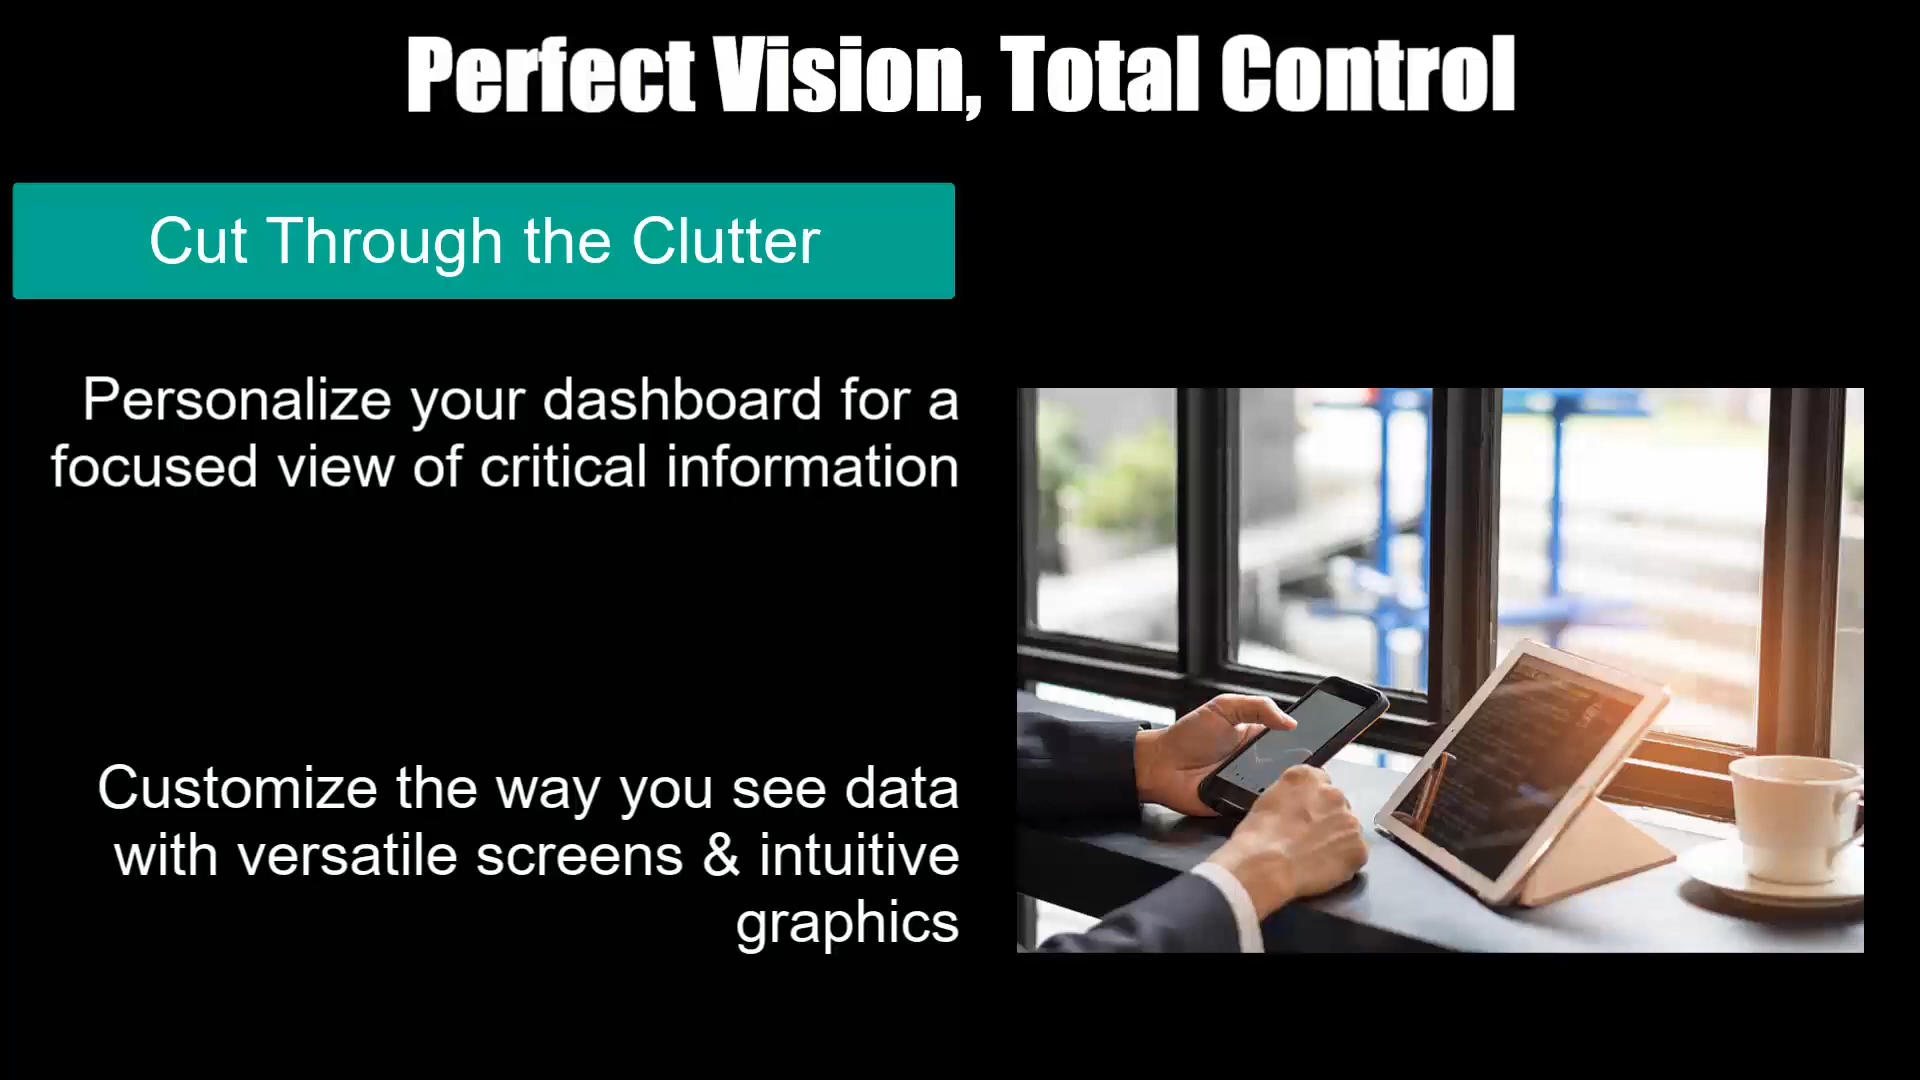 Perfect Vision, Total Control
Cut Through the Clutter
Personalize your dashboard for a
focused view of critical information
Customize the way you see data
with versatile screens & intuitive
graphics